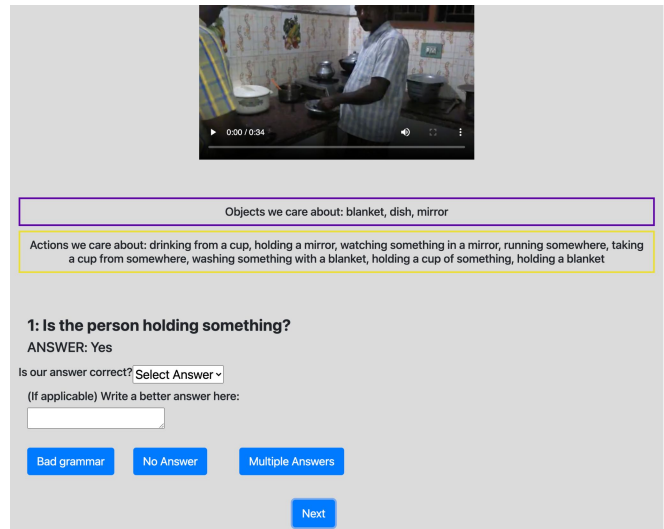 0:00 / 0:34
Objects we care about: blanket, dish, mirror
Actions we care about: drinking from a cup, holding a mirror, watching something in a mirror, running somewhere, taking
a cup from somewhere, washing something with a blanket, holding a cup of something, holding a blanket
1: Is the person holding something?
ANSWER: Yes
Is our answer correct? Select Answer
(If applicable) Write a better answer here:
Bad grammar No Answer Multiple Answers
Next